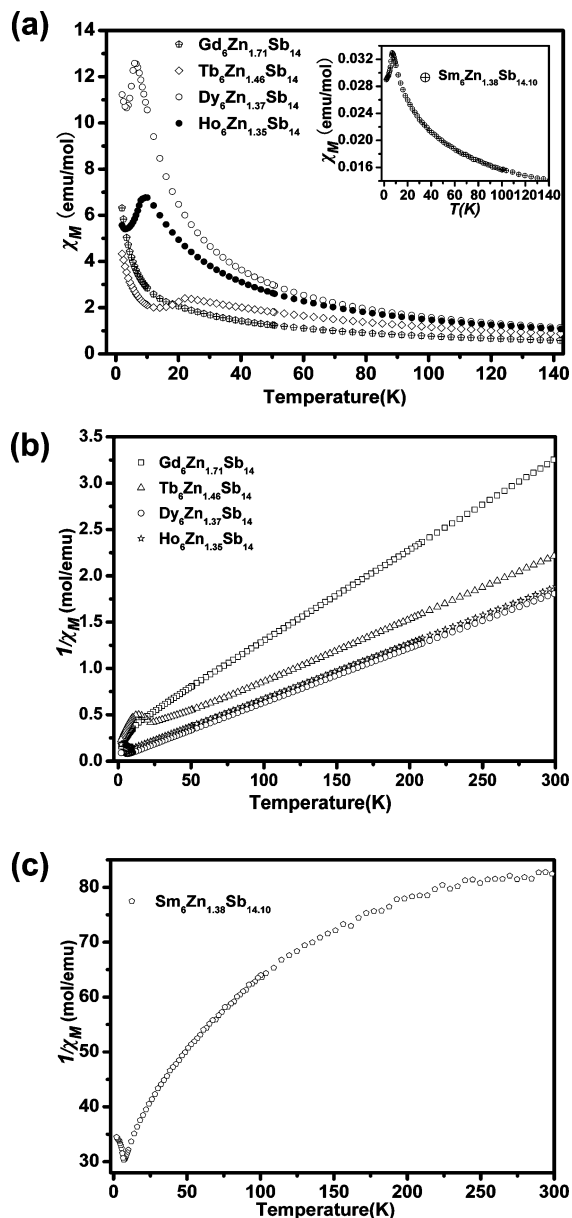 (a)
14
12
10
8
6
4
2
0
χM (emu/mol)
Gd6Zn1.71Sb14
Tb6Zn1.46Sb14
Dy6Zn1.37Sb14
Ho6Zn1.35Sb14
0 20 40 60 80 100 120 140
Temperature(K)
0.032
0.028
0.024
0.020
0.016
χM (emu/mol)
Sm6Zn1.38Sb14.10
0 20 40 60 80 100 120 140
T(K)
(b)
3.5
3.0
2.5
2.0
1.5
1.0
0.5
0.0
1/χM (mol/emu)
Gd6Zn1.71Sb14
Tb6Zn1.46Sb14
Dy6Zn1.37Sb14
Ho6Zn1.35Sb14
0 50 100 150 200 250 300
Temperature(K)
(c)
80
70
60
50
40
30
1/χM (mol/emu)
Sm6Zn1.38Sb14.10
0 50 100 150 200 250 300
Temperature(K)